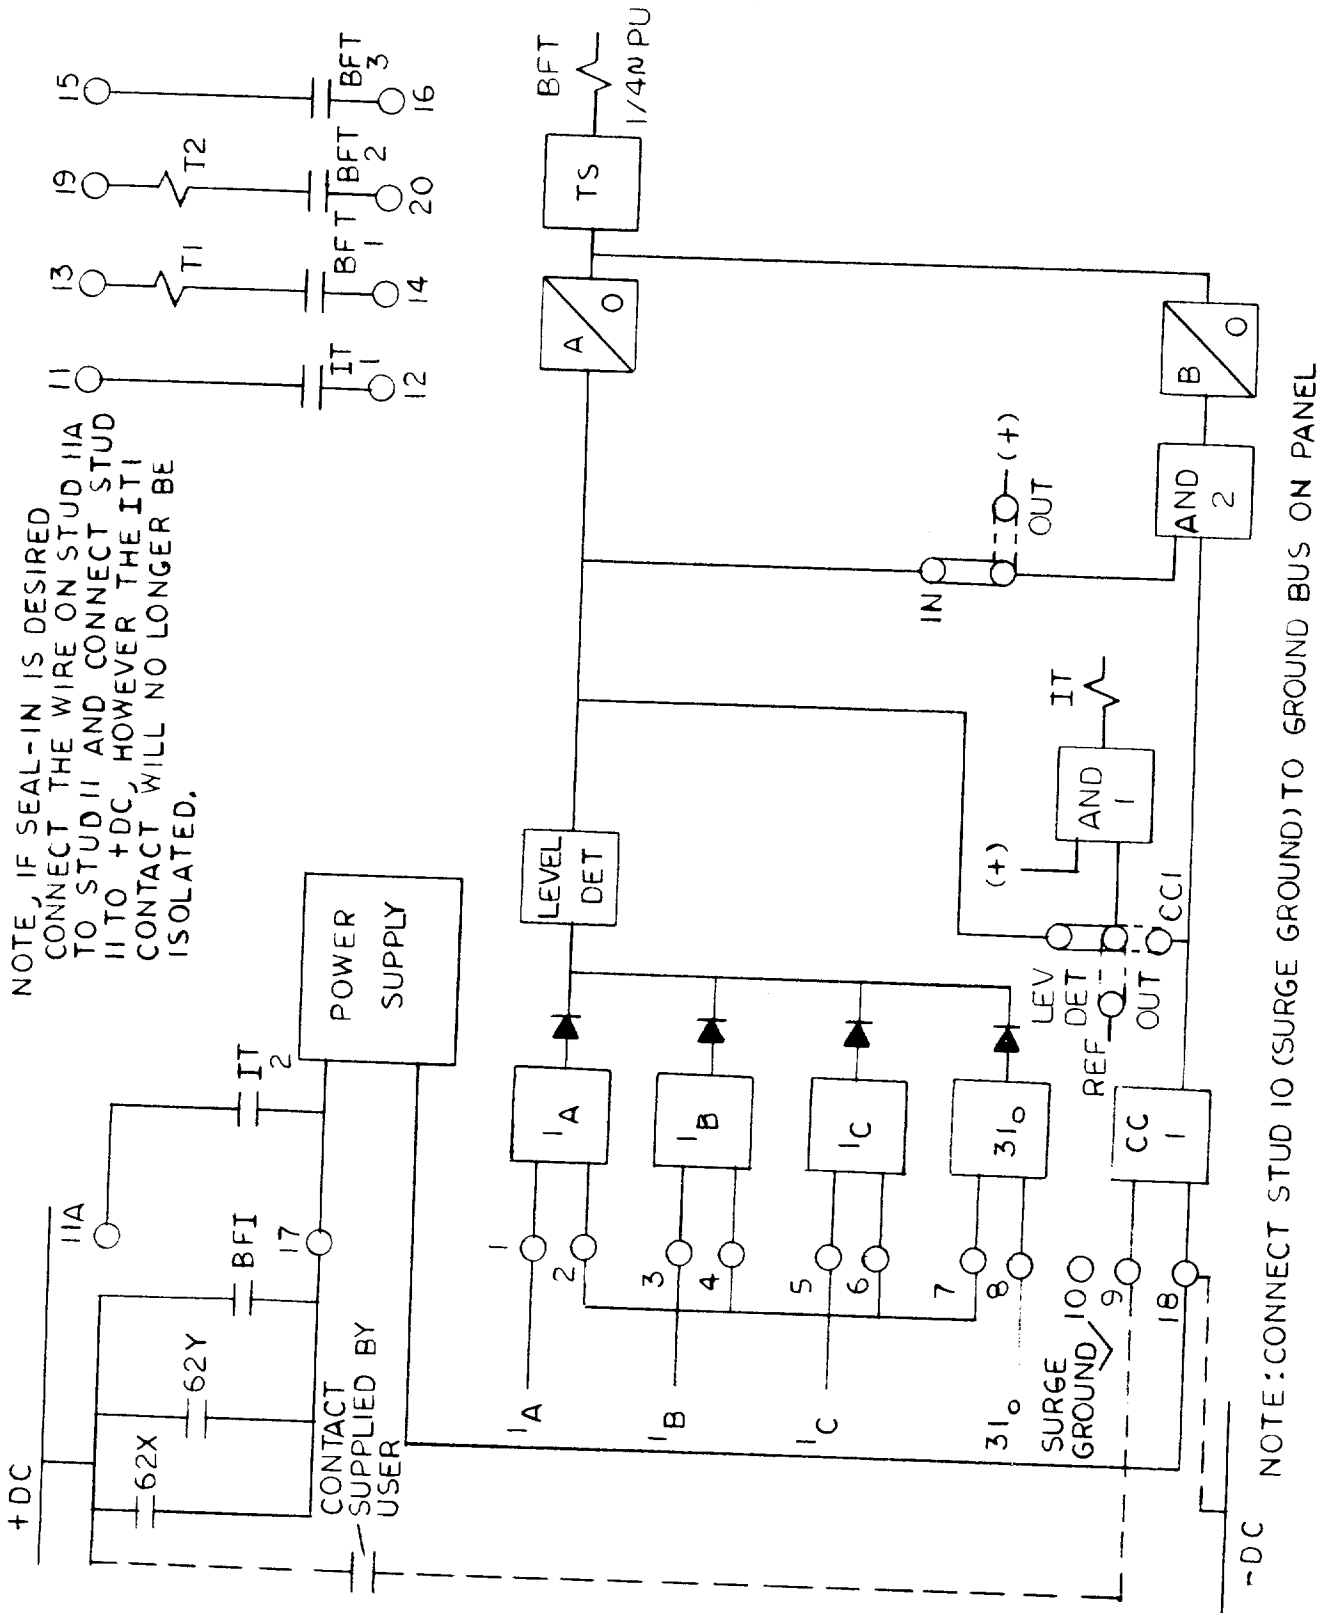 NOTE, IF SEAL-IN IS DESIRED
CONNECT THE WIRE ON STUD 11A
TO STUD 11 AND CONNECT STUD
11 TO +DC, HOWEVER THE IT1
CONTACT WILL NO LONGER BE
ISOLATED.
+DC
62X
62Y
BFI
11A
17
IT
2
CONTACT
SUPPLIED BY
USER
POWER
SUPPLY
11
IT
1
12
13
T1
BFT
1
14
19
T2
BFT
2
20
15
BFT
3
16
IA
1
2
IA
IB
3
4
IB
IC
5
6
IC
3I0
7
8
3I0
SURGE
GROUND
10
9
18
CC
1
LEVEL
DET
A
O
TS
BFT
1/4N PU
LEV
DET
REF
OUT
CC1
(+)
AND
1
IT
IN
OUT
(+)
AND
2
B
O
-DC
NOTE: CONNECT STUD 10 (SURGE GROUND) TO GROUND BUS ON PANEL